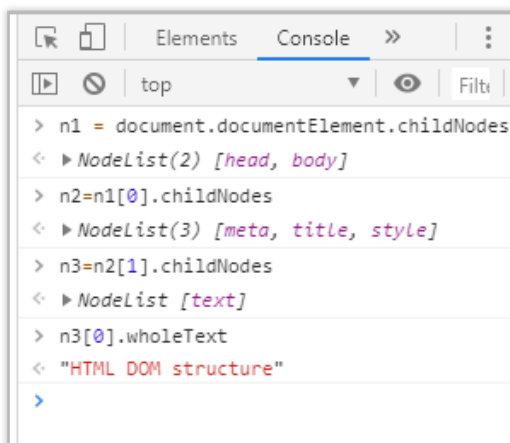 Elements Console »
top ▼ Filt
> n1 = document.documentElement.childNodes
<· ▶NodeList(2) [head, body]
> n2=n1[0].childNodes
<· ▶NodeList(3) [meta, title, style]
> n3=n2[1].childNodes
<· ▶NodeList [text]
> n3[0].wholeText
<· "HTML DOM structure"
>